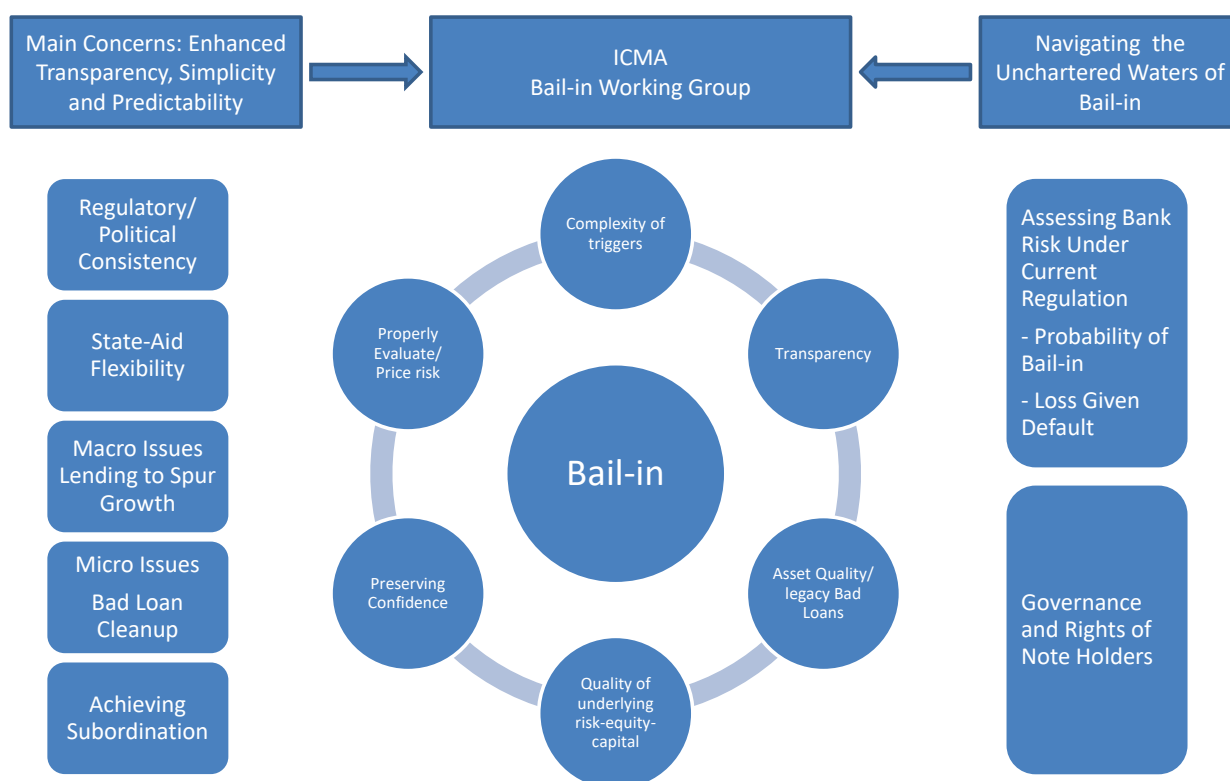 Main Concerns: Enhanced
Transparency, Simplicity
and Predictability
ICMA
Bail-in Working Group
Navigating the
Unchartered Waters of
Bail-in
Regulatory/
Political
Consistency
State-Aid
Flexibility
Macro Issues
Lending to Spur
Growth
Micro Issues
Bad Loan
Cleanup
Achieving
Subordination
Complexity of
triggers
Transparency
Asset Quality/
legacy Bad
Loans
Quality of
underlying
risk-equity-
capital
Preserving
Confidence
Properly
Evaluate/
Price risk
Bail-in
Assessing Bank
Risk Under
Current
Regulation
- Probability of
Bail-in
- Loss Given
Default
Governance
and Rights of
Note Holders